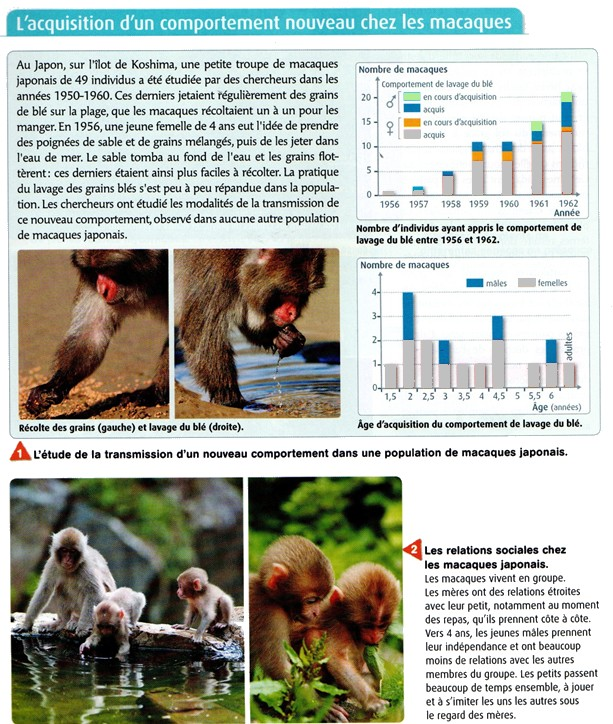 L'acquisition d'un comportement nouveau chez les macaques
Au Japon, sur l'îlot de Koshima, une petite troupe de macaques
japonais de 49 individus a été étudiée par des chercheurs dans les
années 1950-1960. Ces derniers jetaient régulièrement des grains
de blé sur la plage, que les macaques récoltaient un à un pour les
manger. En 1956, une jeune femelle de 4 ans eut l'idée de prendre
des poignées de sable et de grains mélangés, puis de les jeter dans
l'eau de mer. Le sable tomba au fond de l'eau et les grains flot-
tèrent : ces derniers étaient ainsi plus faciles à récolter. La pratique
du lavage des grains blés s'est peu à peu répandue dans la popula-
tion. Les chercheurs ont étudié les modalités de la transmission de
ce nouveau comportement, observé dans aucune autre population
de macaques japonais.
Récolte des grains (gauche) et lavage du blé (droite).
Nombre de macaques
Comportement de lavage du blé
♂ en cours d'acquisition
acquis
♀ en cours d'acquisition
acquis
20
15
10
5
0
1956 1957 1958 1959 1960 1961 1962
Année
Nombre d'individus ayant appris le comportement de
lavage du blé entre 1956 et 1962.
Nombre de macaques
mâles femelles
4
3
2
1
0
adultes
1,5 2 2,5 3 4 4,5 5 5,5 6
Âge (années)
Âge d'acquisition du comportement de lavage du blé.
1 L'étude de la transmission d'un nouveau comportement dans une population de macaques japonais.
2 Les relations sociales chez
les macaques japonais.
Les macaques vivent en groupe.
Les mères ont des relations étroites
avec leur petit, notamment au moment
des repas, qu'ils prennent côte à côte.
Vers 4 ans, les jeunes mâles prennent
leur indépendance et ont beaucoup
moins de relations avec les autres
membres du groupe. Les petits passent
beaucoup de temps ensemble, à jouer
et à s'imiter les uns les autres sous
le regard des mères.